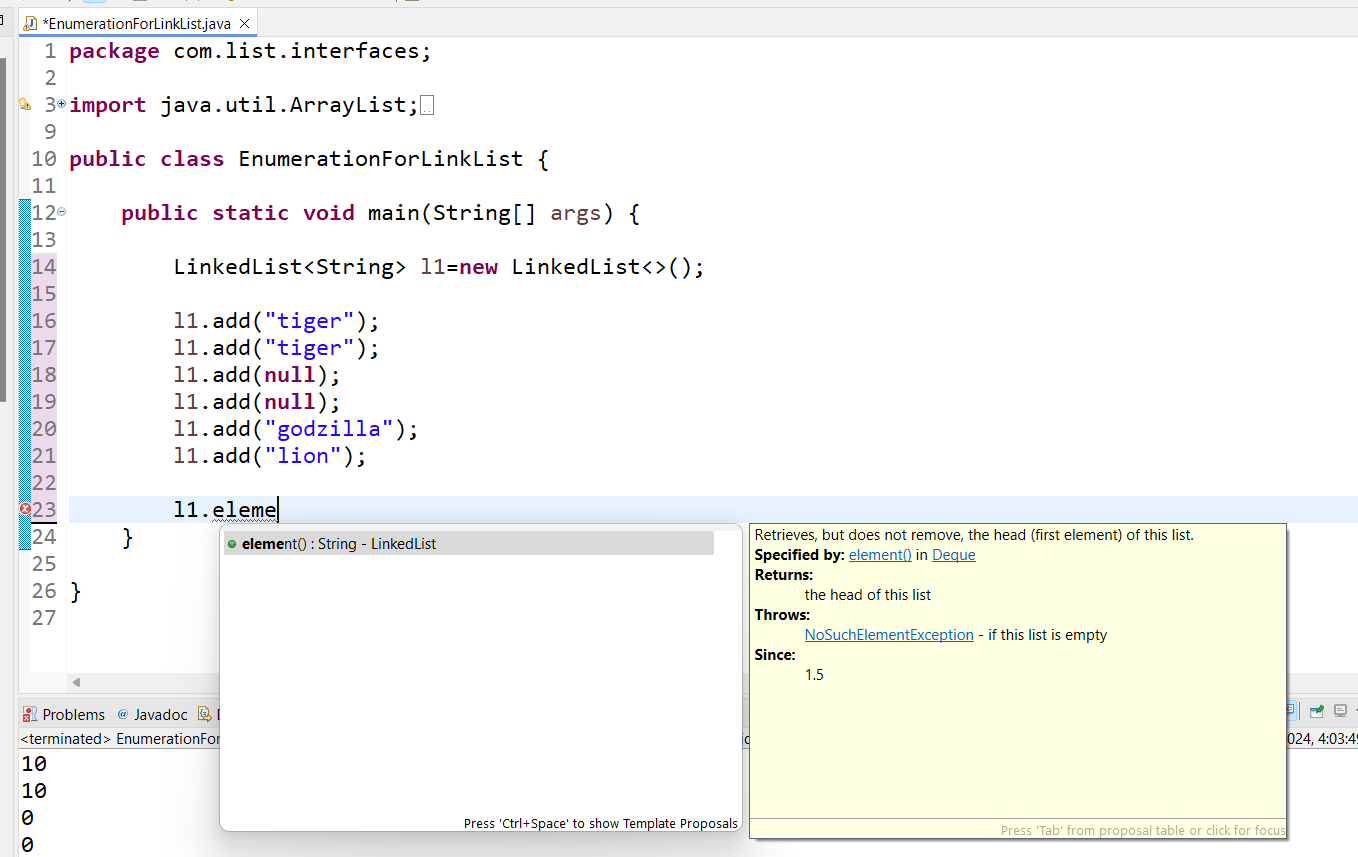 *EnumerationForLinkList.java
1 package com.list.interfaces;
2
3 import java.util.ArrayList;
9
10 public class EnumerationForLinkList {
11
12 public static void main(String[] args) {
13
14 LinkedList<String> l1=new LinkedList<>();
15
16 l1.add("tiger");
17 l1.add("tiger");
18 l1.add(null);
19 l1.add(null);
20 l1.add("godzilla");
21 l1.add("lion");
22
23 l1.eleme
24 }
25
26 }
27
element() : String - LinkedList
Press 'Ctrl+Space' to show Template Proposals
Retrieves, but does not remove, the head (first element) of this list.
Specified by: element() in Deque
Returns:
the head of this list
Throws:
NoSuchElementException - if this list is empty
Since:
1.5
Press 'Tab' from proposal table or click for focus
Problems @ Javadoc
<terminated> EnumerationFor 024, 4:03:49
10
10
0
0